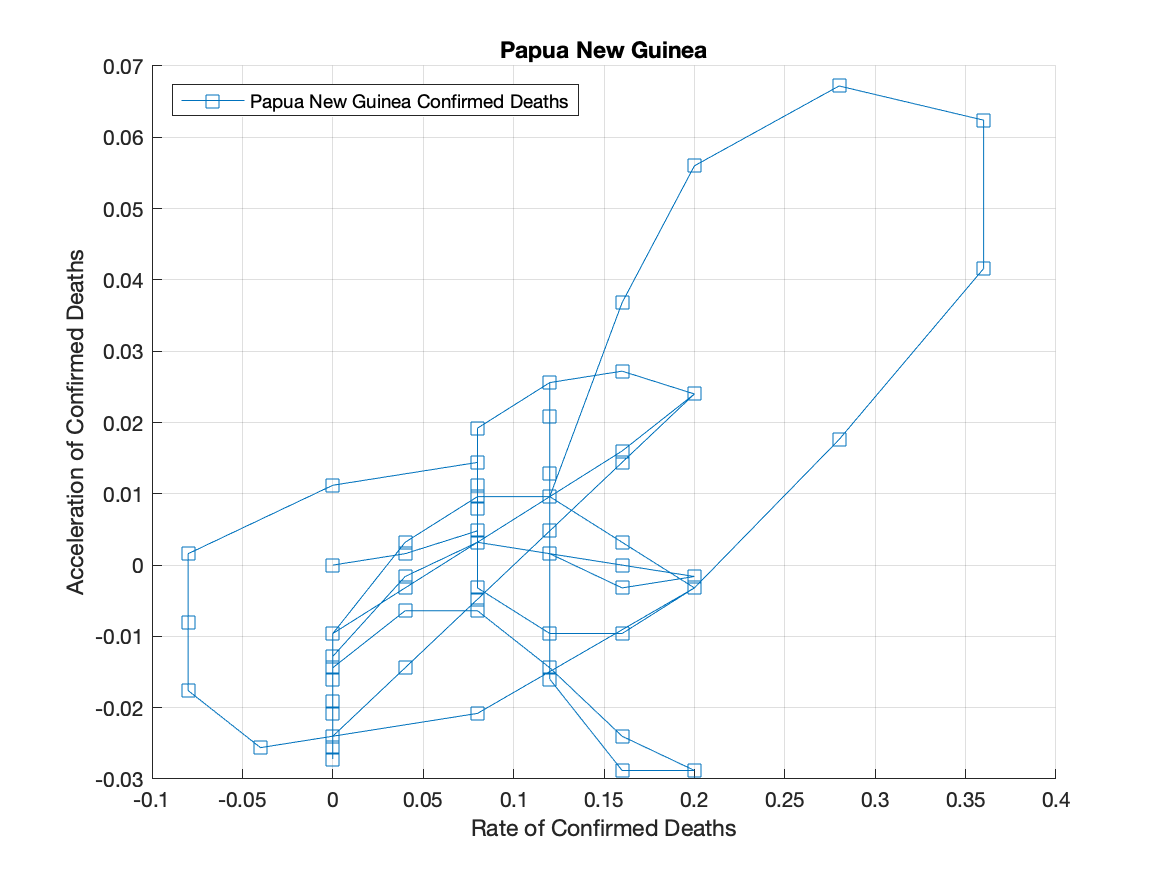 Papua New Guinea
Papua New Guinea Confirmed Deaths
0.07
0.06
0.05
0.04
0.03
0.02
0.01
0
-0.01
-0.02
-0.03
Acceleration of Confirmed Deaths
-0.1 -0.05 0 0.05 0.1 0.15 0.2 0.25 0.3 0.35 0.4
Rate of Confirmed Deaths